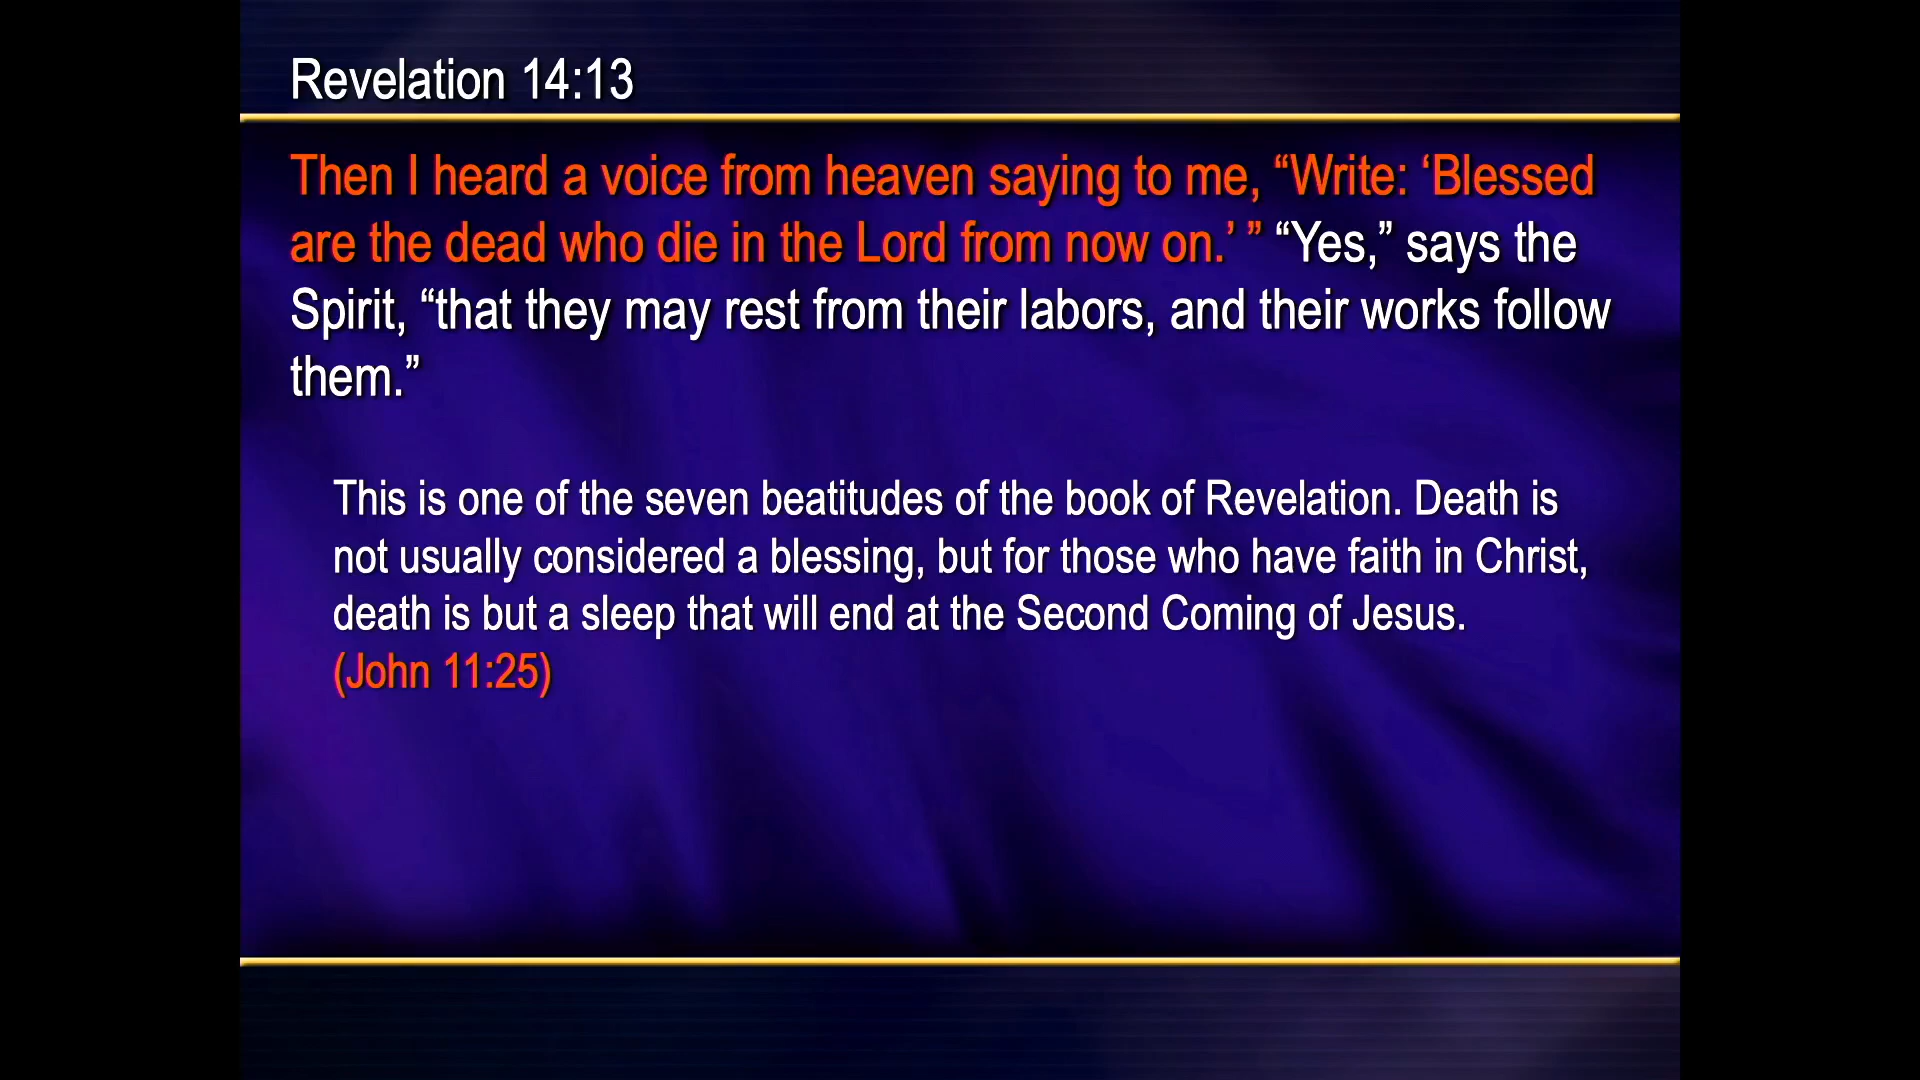 Revelation 14:13
Then I heard a voice from heaven saying to me, “Write: ‘Blessed
are the dead who die in the Lord from now on.’ ” “Yes,” says the
Spirit, “that they may rest from their labors, and their works follow
them.”
This is one of the seven beatitudes of the book of Revelation. Death is
not usually considered a blessing, but for those who have faith in Christ,
death is but a sleep that will end at the Second Coming of Jesus.
(John 11:25)